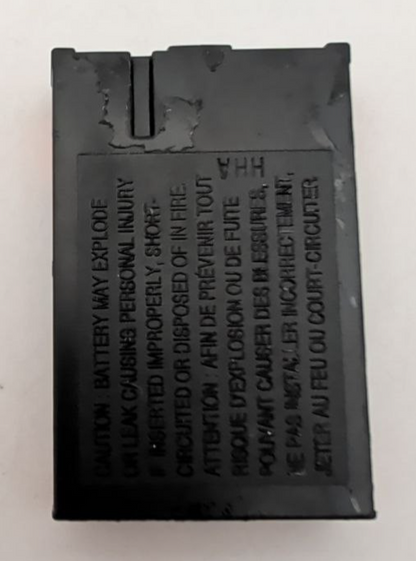 CAUTION : BATTERY MAY EXPLODE
OR LEAK CAUSING PERSONAL INJURY
IF INSERTED IMPROPERLY, SHORT-
CIRCUITED OR DISPOSED OF IN FIRE.
ATTENTION : AFIN DE PRÉVENIR TOUT
RISQUE D'EXPLOSION OU DE FUITE
POUVANT CAUSER DES BLESSURES,
NE PAS INSTALLER INCORRECTEMENT,
JETER AU FEU OU COURT-CIRCUITER